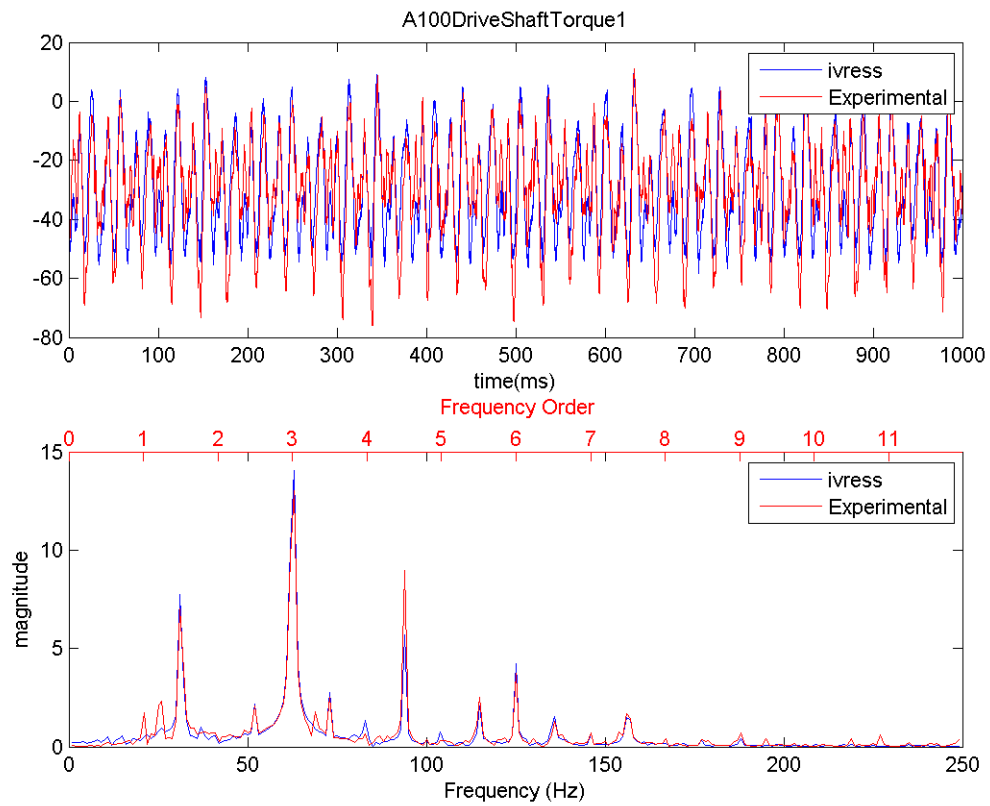 A100DriveShaftTorque1
20
0
-20
-40
-60
-80
ivress
Experimental
0 100 200 300 400 500 600 700 800 900 1000
time(ms)
Frequency Order
0 1 2 3 4 5 6 7 8 9 10 11
15
10
5
0
magnitude
ivress
Experimental
0 50 100 150 200 250
Frequency (Hz)